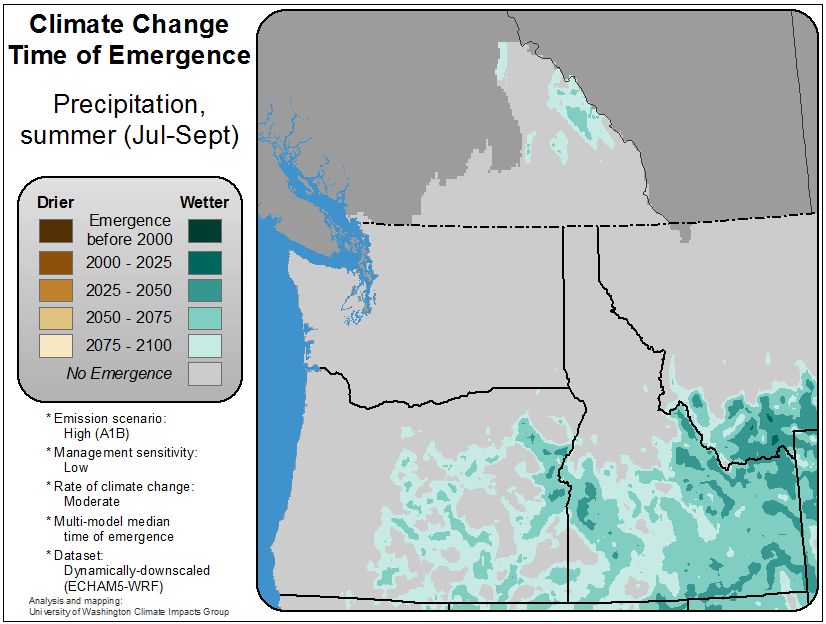 Climate Change
Time of Emergence
Precipitation,
summer (Jul-Sept)
Drier Wetter
Emergence
before 2000
2000 - 2025
2025 - 2050
2050 - 2075
2075 - 2100
No Emergence
* Emission scenario:
High (A1B)
* Management sensitivity:
Low
* Rate of climate change:
Moderate
* Multi-model median
time of emergence
* Dataset:
Dynamically-downscaled
(ECHAM5-WRF)
Analysis and mapping:
University of Washington Climate Impacts Group